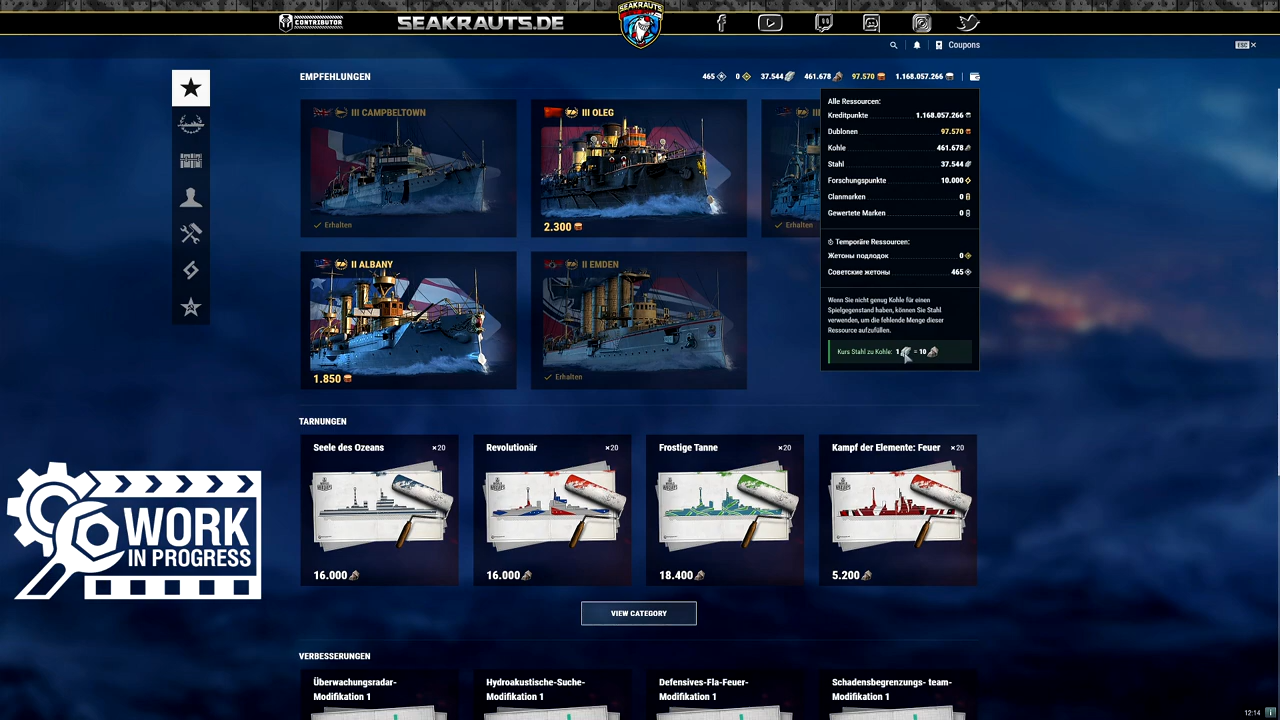 CONTRIBUTOR
SEAKRAUTS.DE
SEAKRAUTS
Coupons
ESC ×
EMPFEHLUNGEN
465 0 37.544 461.678 97.570 1.168.057.266
III CAMPBELTOWN
Erhalten
III OLEG
2.300
III
Erhalten
II ALBANY
1.850
II EMDEN
Erhalten
Alle Ressourcen:
Kreditpunkte 1.168.057.266
Dublonen 97.570
Kohle 461.678
Stahl 37.544
Forschungspunkte 10.000
Clanmarken 0
Gewertete Marken 0
Temporäre Ressourcen:
Жетоны подлодок 0
Советские жетоны 465
Wenn Sie nicht genug Kohle für einen
Spielgegenstand haben, können Sie Stahl
verwenden, um die fehlende Menge dieser
Ressource aufzufüllen.
Kurs Stahl zu Kohle: 1 = 10
TARNUNGEN
Seele des Ozeans ×20
16.000
Revolutionär ×20
16.000
Frostige Tanne ×20
18.400
Kampf der Elemente: Feuer ×20
5.200
WORK
IN PROGRESS
VIEW CATEGORY
VERBESSERUNGEN
Überwachungsradar-
Modifikation 1
Hydroakustische-Suche-
Modifikation 1
Defensives-Fla-Feuer-
Modifikation 1
Schadensbegrenzungs- team-
Modifikation 1
12:14